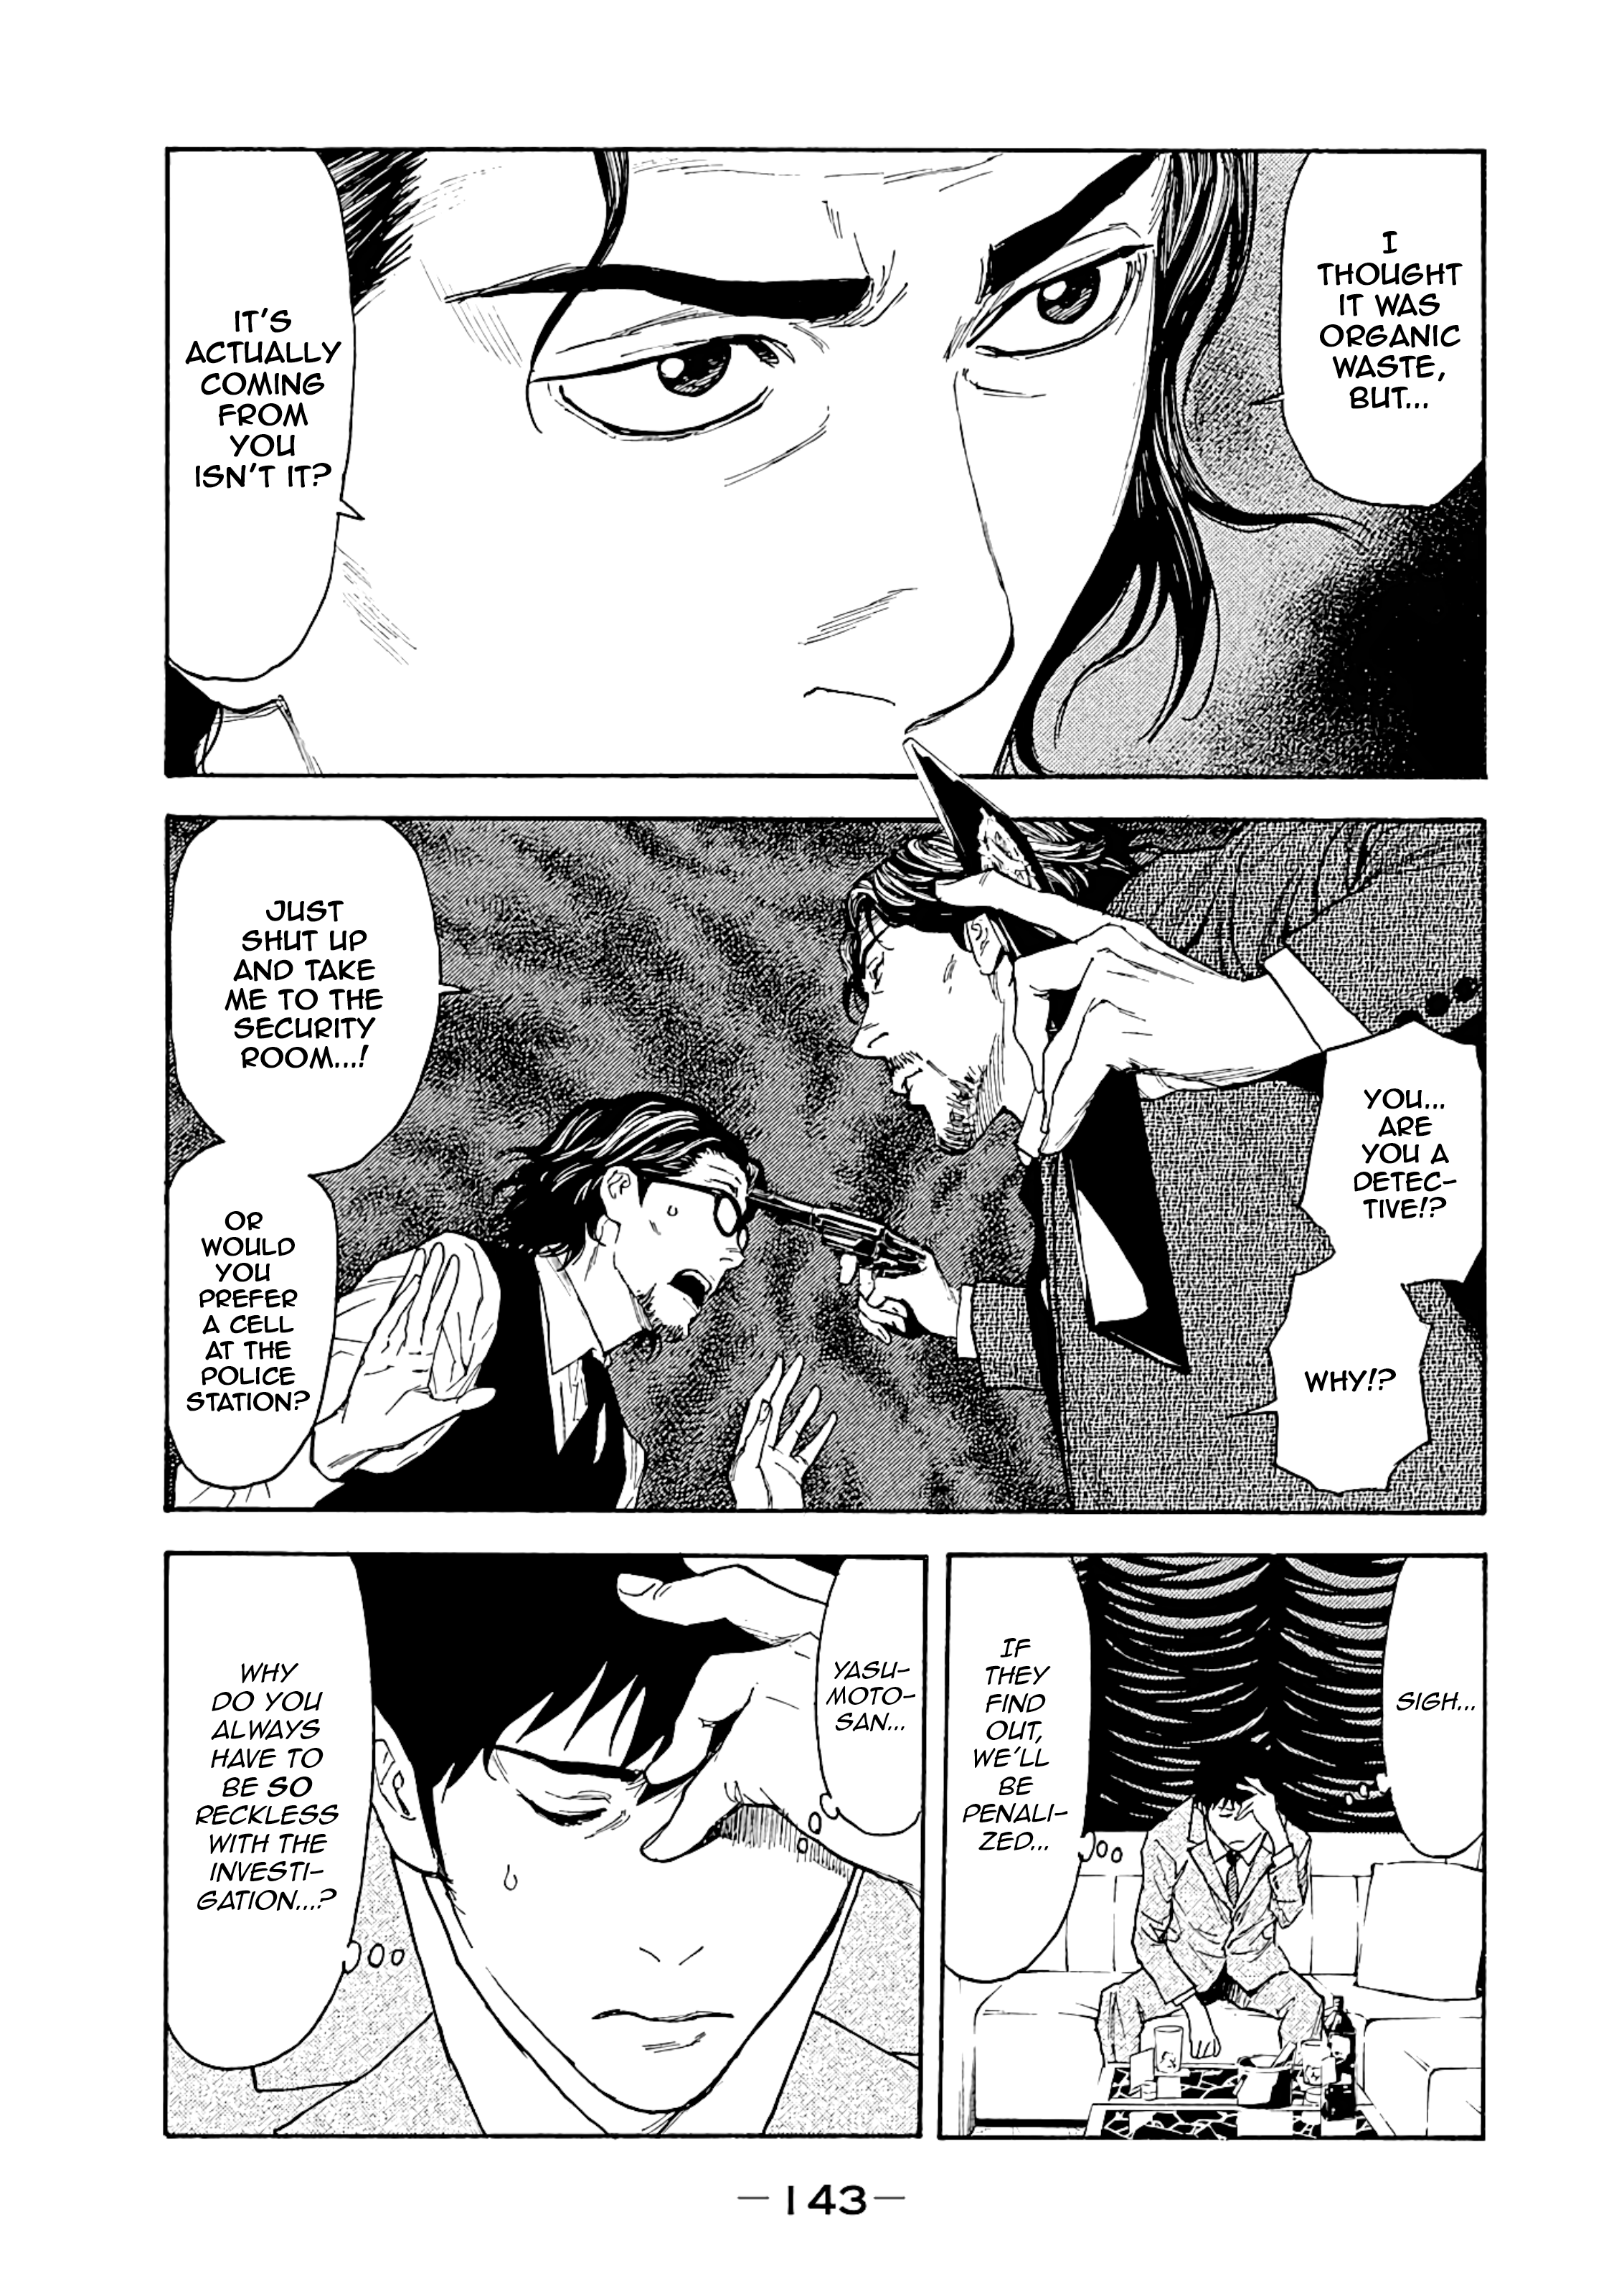 I
THOUGHT
IT WAS
ORGANIC
WASTE,
BUT...
IT'S
ACTUALLY
COMING
FROM
YOU
ISN'T IT?
YOU...
ARE
YOU A
DETEC-
TIVE!?
WHY!?
JUST
SHUT UP
AND TAKE
ME TO THE
SECURITY
ROOM...!
OR
WOULD
YOU
PREFER
A CELL
AT THE
POLICE
STATION?
SIGH...
IF
THEY
FIND
OUT,
WE'LL
BE
PENALI-
ZED...
YASU-
MOTO-
SAN...
WHY
DO YOU
ALWAYS
HAVE TO
BE SO
RECKLESS
WITH THE
INVESTI-
GATION...?
— 143 —